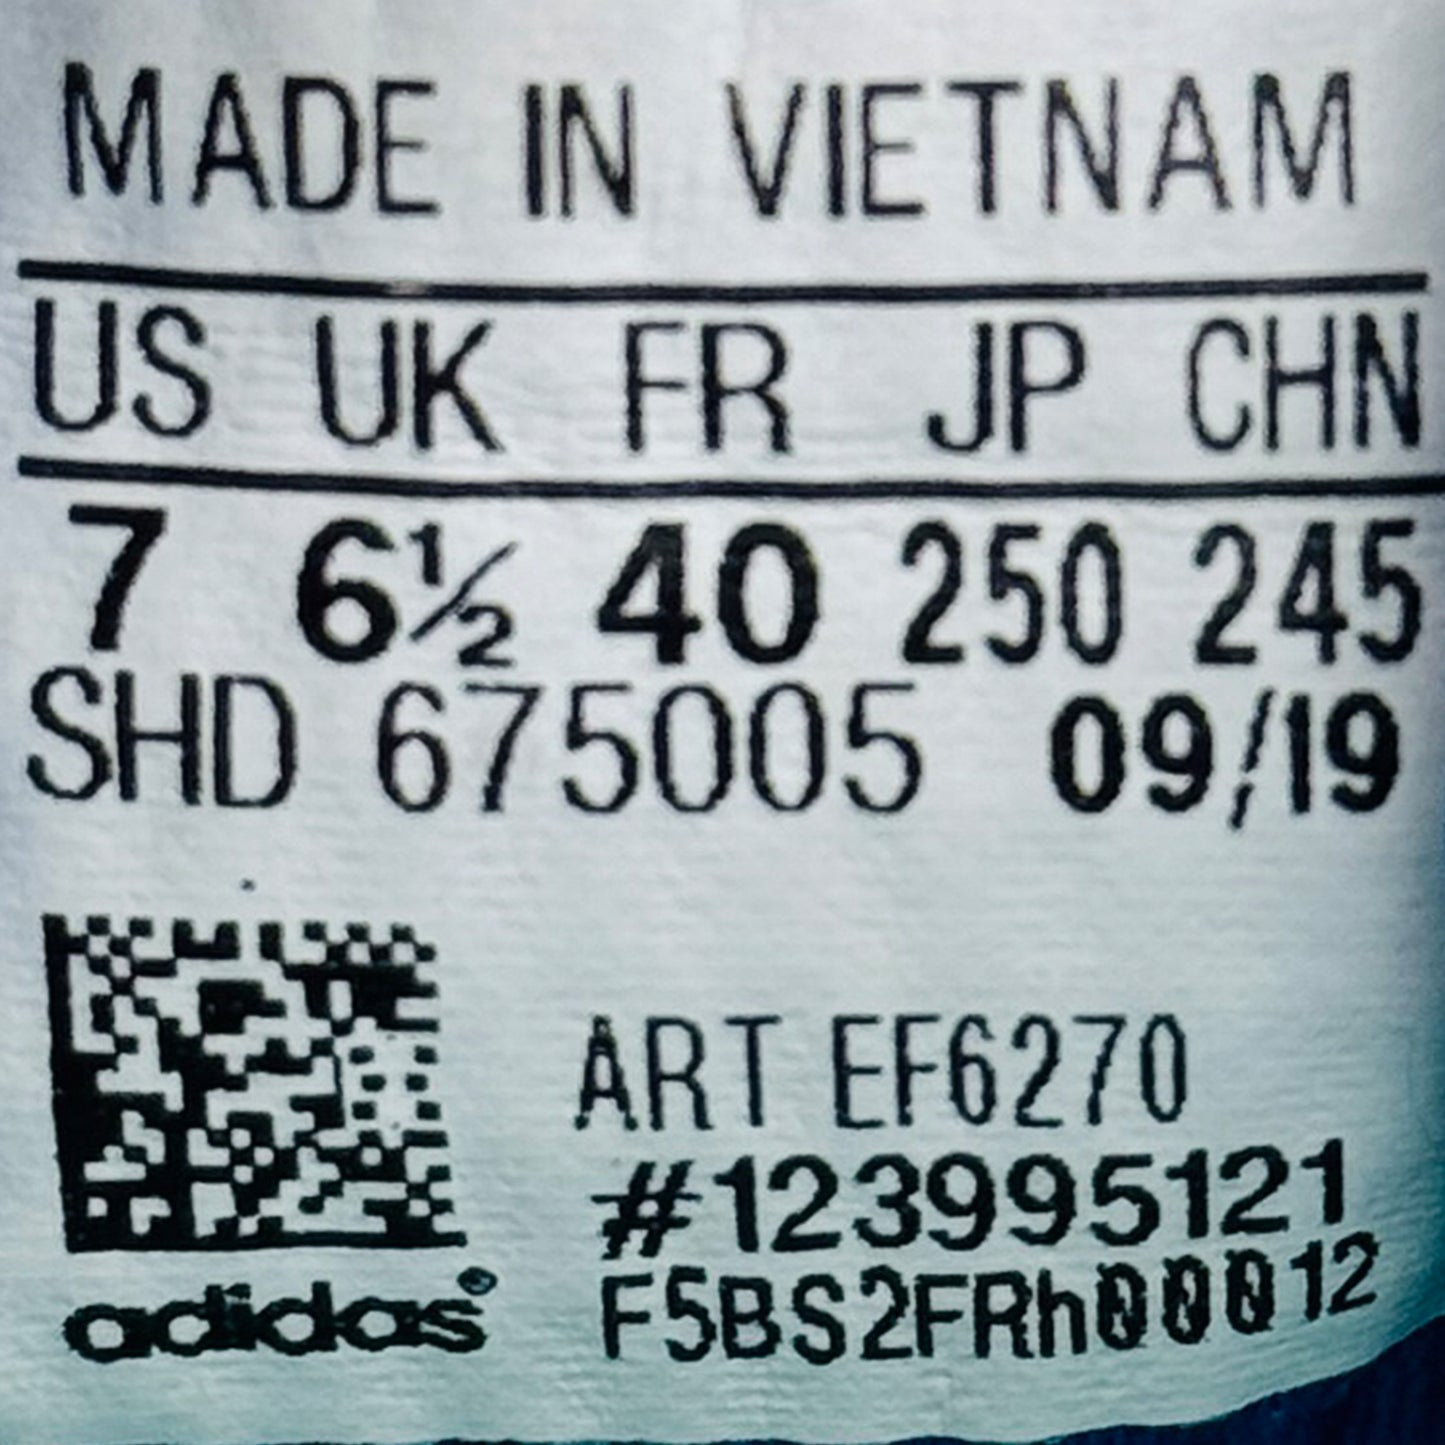 MADE IN VIETNAM
US UK FR JP CHN
7 6½ 40 250 245
SHD 675005 09/19
ART EF6270
#123995121
F5BS2FRh00012
adidas®